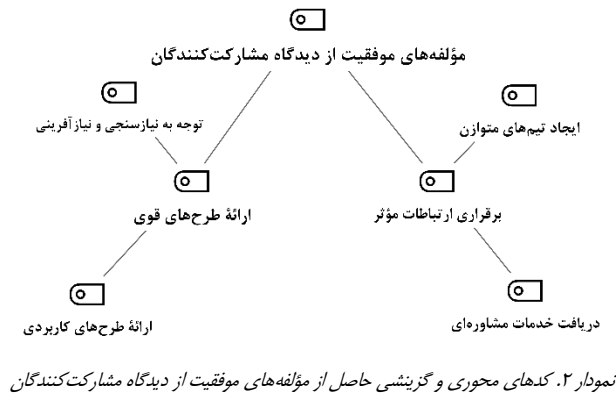 مؤلفه‌های موفقیت از دیدگاه مشارکت‌کنندگان
ایجاد تیم‌های متوازن
توجه به نیازسنجی و نیازآفرینی
برقراری ارتباطات مؤثر
ارائهٔ طرح‌های قوی
دریافت خدمات مشاوره‌ای
ارائهٔ طرح‌های کاربردی
نمودار ۲. کدهای محوری و گزینشی حاصل از مؤلفه‌های موفقیت از دیدگاه مشارکت‌کنندگان